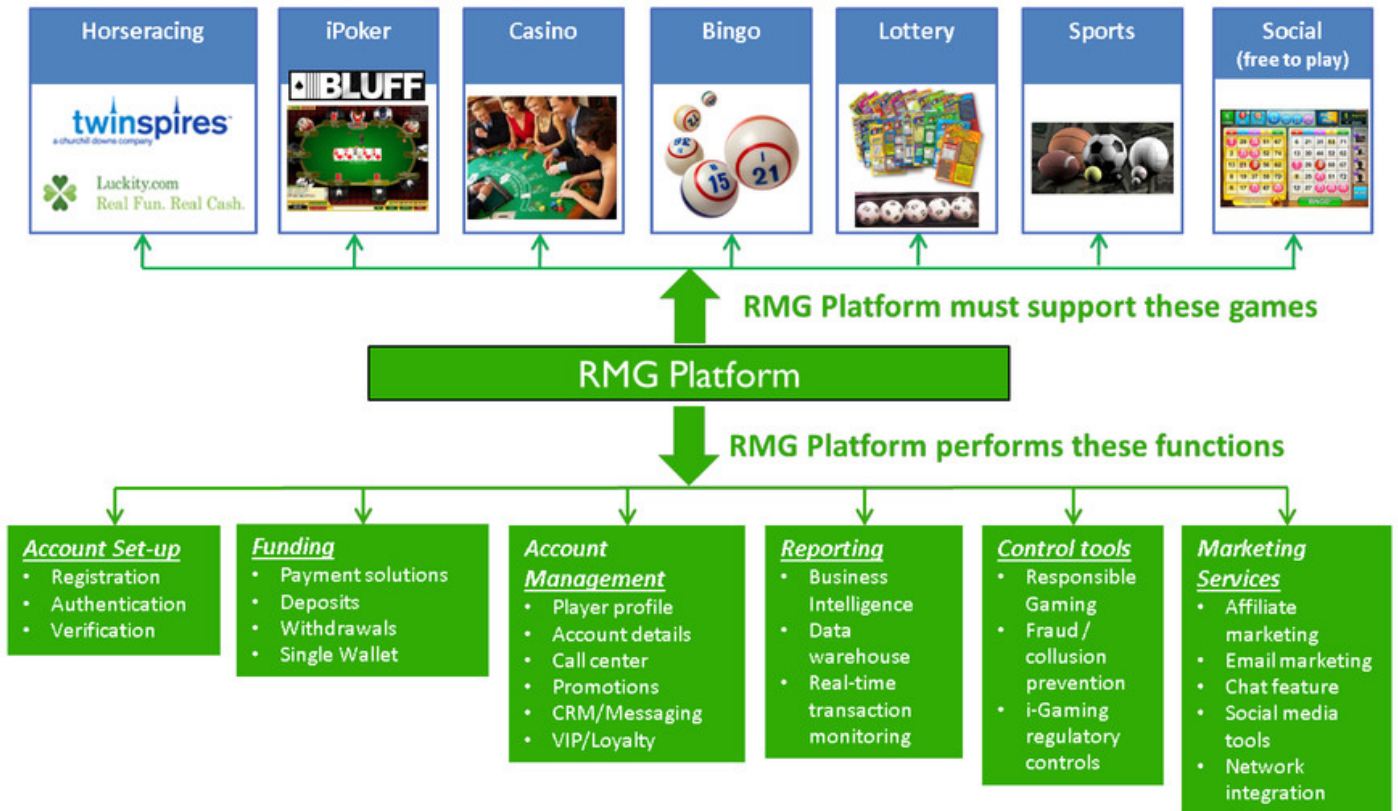 Horseracing
iPoker
Casino
Bingo
Lottery
Sports
Social
(free to play)
twinspires
a churchill downs company
Luckity.com
Real Fun. Real Cash.
BLUFF
B
15
I
21
RMG Platform must support these games
RMG Platform
RMG Platform performs these functions
Account Set-up
• Registration
• Authentication
• Verification
Funding
• Payment solutions
• Deposits
• Withdrawals
• Single Wallet
Account
Management
• Player profile
• Account details
• Call center
• Promotions
• CRM/Messaging
• VIP/Loyalty
Reporting
• Business
Intelligence
• Data
warehouse
• Real-time
transaction
monitoring
Control tools
• Responsible
Gaming
• Fraud /
collusion
prevention
• i-Gaming
regulatory
controls
Marketing
Services
• Affiliate
marketing
• Email marketing
• Chat feature
• Social media
tools
• Network
integration